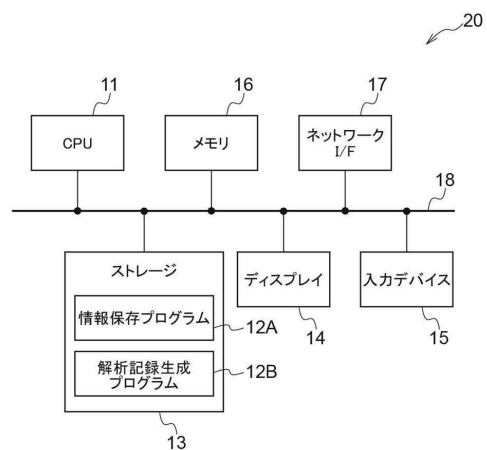 20
11
16
17
CPU
メモリ
ネットワーク
I/F
18
ストレージ
情報保存プログラム
12A
解析記録生成
プログラム
12B
13
ディスプレイ
14
入力デバイス
15